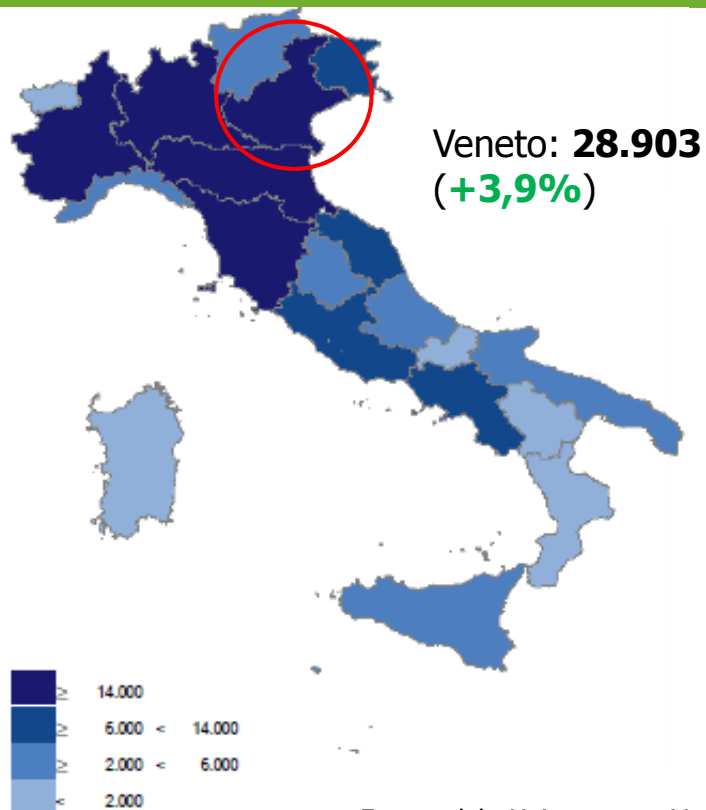 Veneto: 28.903
(+3,9%)
≥ 14.000
≥ 6.000 < 14.000
≥ 2.000 < 6.000
< 2.000